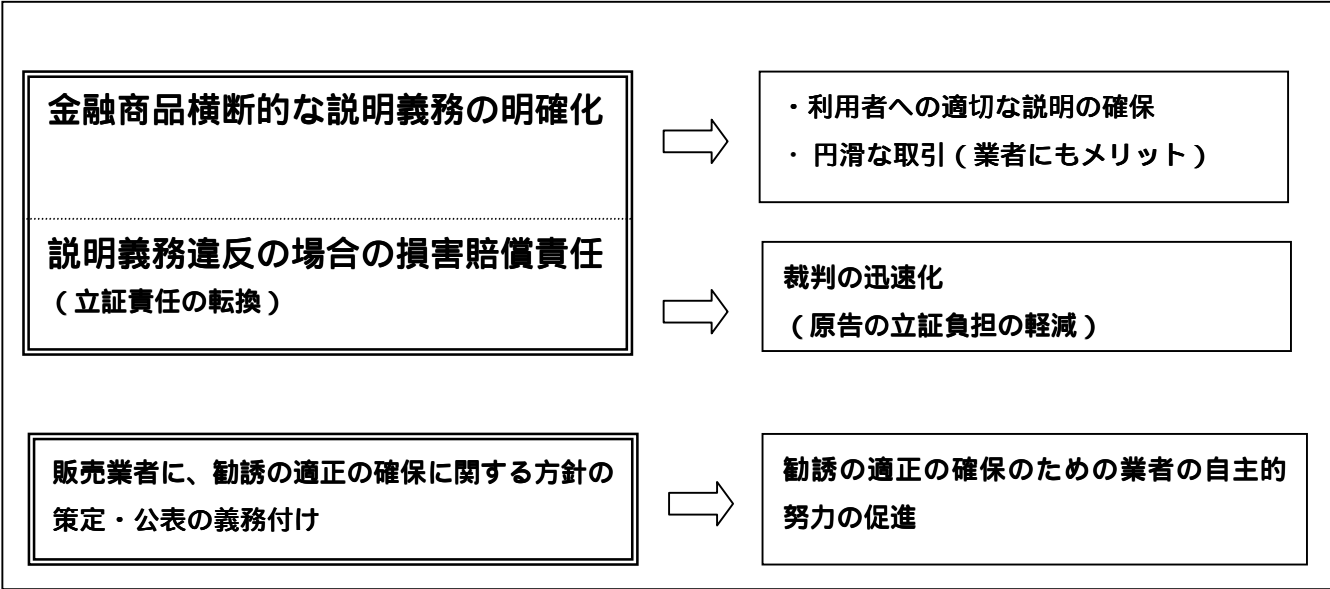 金融商品横断的な説明義務の明確化
・利用者への適切な説明の確保
・円滑な取引（業者にもメリット）
説明義務違反の場合の損害賠償責任
（立証責任の転換）
裁判の迅速化
（原告の立証負担の軽減）
販売業者に、勧誘の適正の確保に関する方針の
策定・公表の義務付け
勧誘の適正の確保のための業者の自主的
努力の促進